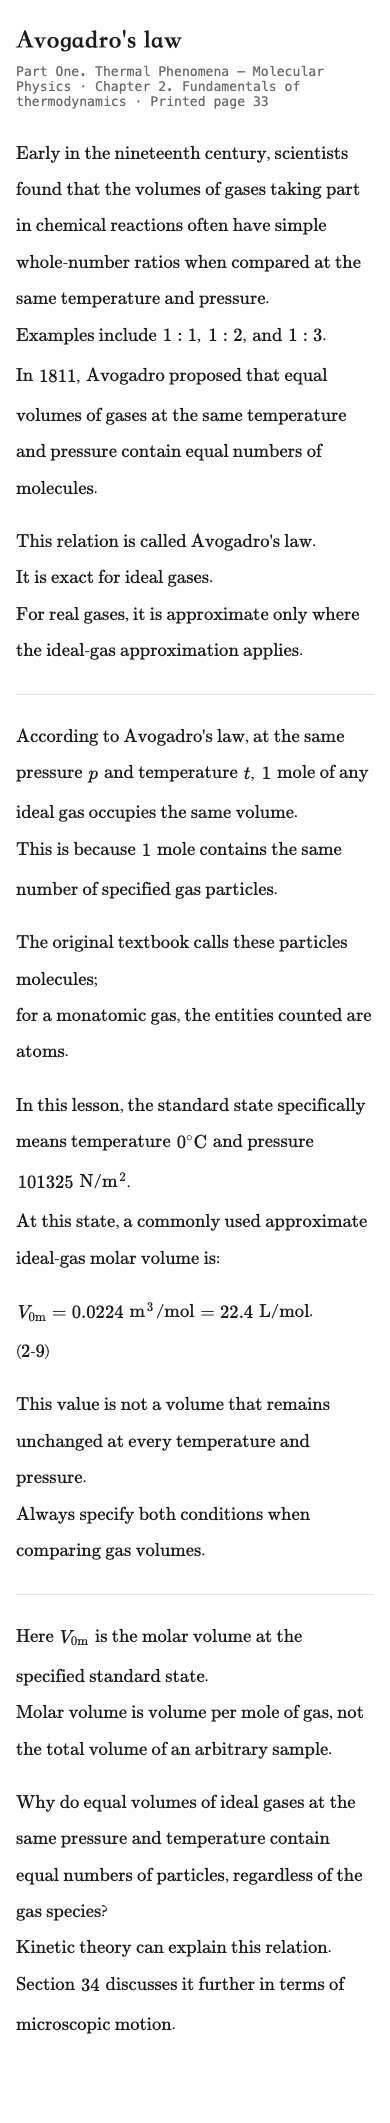 Avogadro's law
Part One. Thermal Phenomena — Molecular
Physics · Chapter 2. Fundamentals of
thermodynamics · Printed page 33
Early in the nineteenth century, scientists
found that the volumes of gases taking part
in chemical reactions often have simple
whole-number ratios when compared at the
same temperature and pressure.
Examples include 1 : 1, 1 : 2, and 1 : 3.
In 1811, Avogadro proposed that equal
volumes of gases at the same temperature
and pressure contain equal numbers of
molecules.
This relation is called Avogadro's law.
It is exact for ideal gases.
For real gases, it is approximate only where
the ideal-gas approximation applies.
According to Avogadro's law, at the same
pressure p and temperature t, 1 mole of any
ideal gas occupies the same volume.
This is because 1 mole contains the same
number of specified gas particles.
The original textbook calls these particles
molecules;
for a monatomic gas, the entities counted are
atoms.
In this lesson, the standard state specifically
means temperature 0°C and pressure
101325 N/m².
At this state, a commonly used approximate
ideal-gas molar volume is:
V₀ₘ = 0.0224 m³/mol = 22.4 L/mol.
(2-9)
This value is not a volume that remains
unchanged at every temperature and
pressure.
Always specify both conditions when
comparing gas volumes.
Here V₀ₘ is the molar volume at the
specified standard state.
Molar volume is volume per mole of gas, not
the total volume of an arbitrary sample.
Why do equal volumes of ideal gases at the
same pressure and temperature contain
equal numbers of particles, regardless of the
gas species?
Kinetic theory can explain this relation.
Section 34 discusses it further in terms of
microscopic motion.